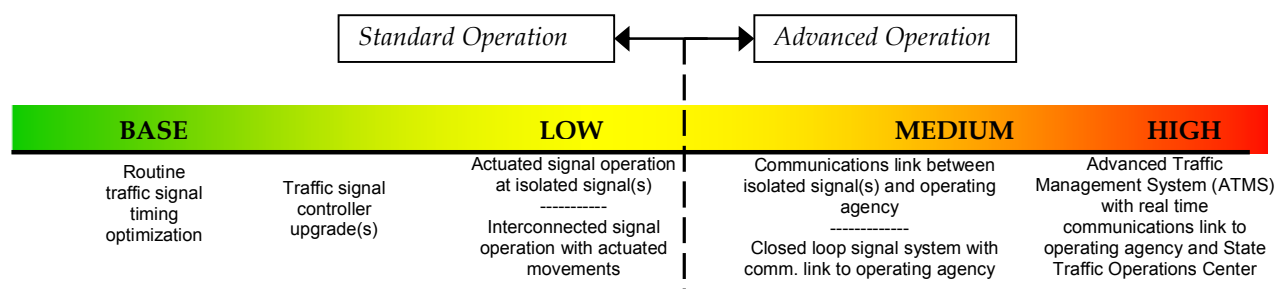 Standard Operation
Advanced Operation
BASE
LOW
MEDIUM
HIGH
Routine
traffic signal
timing
optimization
Traffic signal
controller
upgrade(s)
Actuated signal operation
at isolated signal(s)
-----------
Interconnected signal
operation with actuated
movements
Communications link between
isolated signal(s) and operating
agency
-------------
Closed loop signal system with
comm. link to operating agency
Advanced Traffic
Management System (ATMS)
with real time
communications link to
operating agency and State
Traffic Operations Center